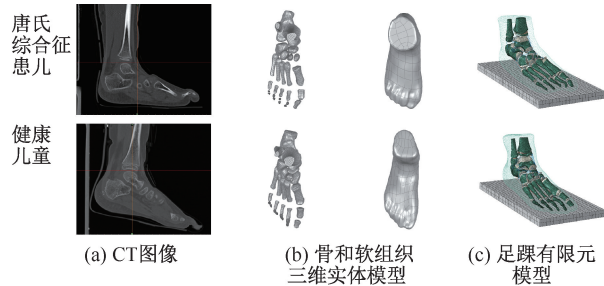 唐氏
综合征
患儿
健康
儿童
(a) CT图像
(b) 骨和软组织
三维实体模型
(c) 足踝有限元
模型